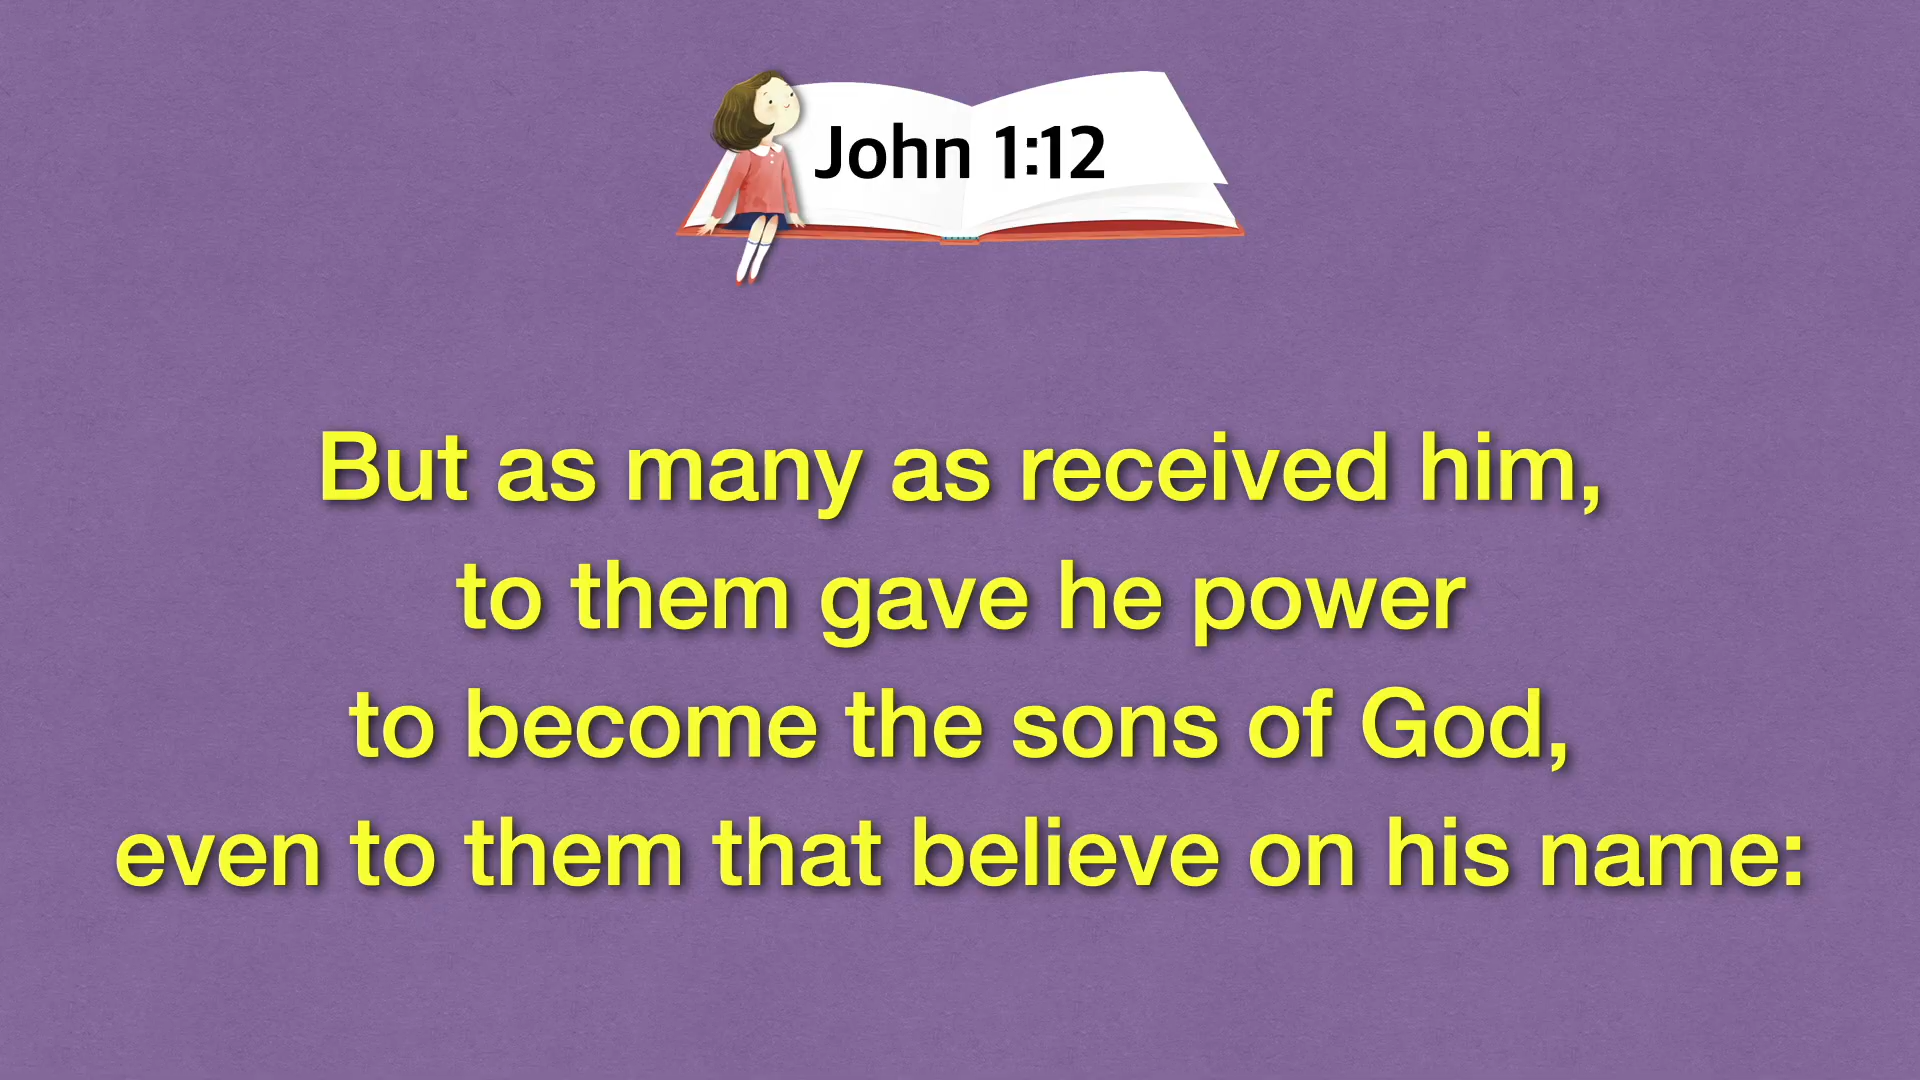 John 1:12
But as many as received him,
to them gave he power
to become the sons of God,
even to them that believe on his name: